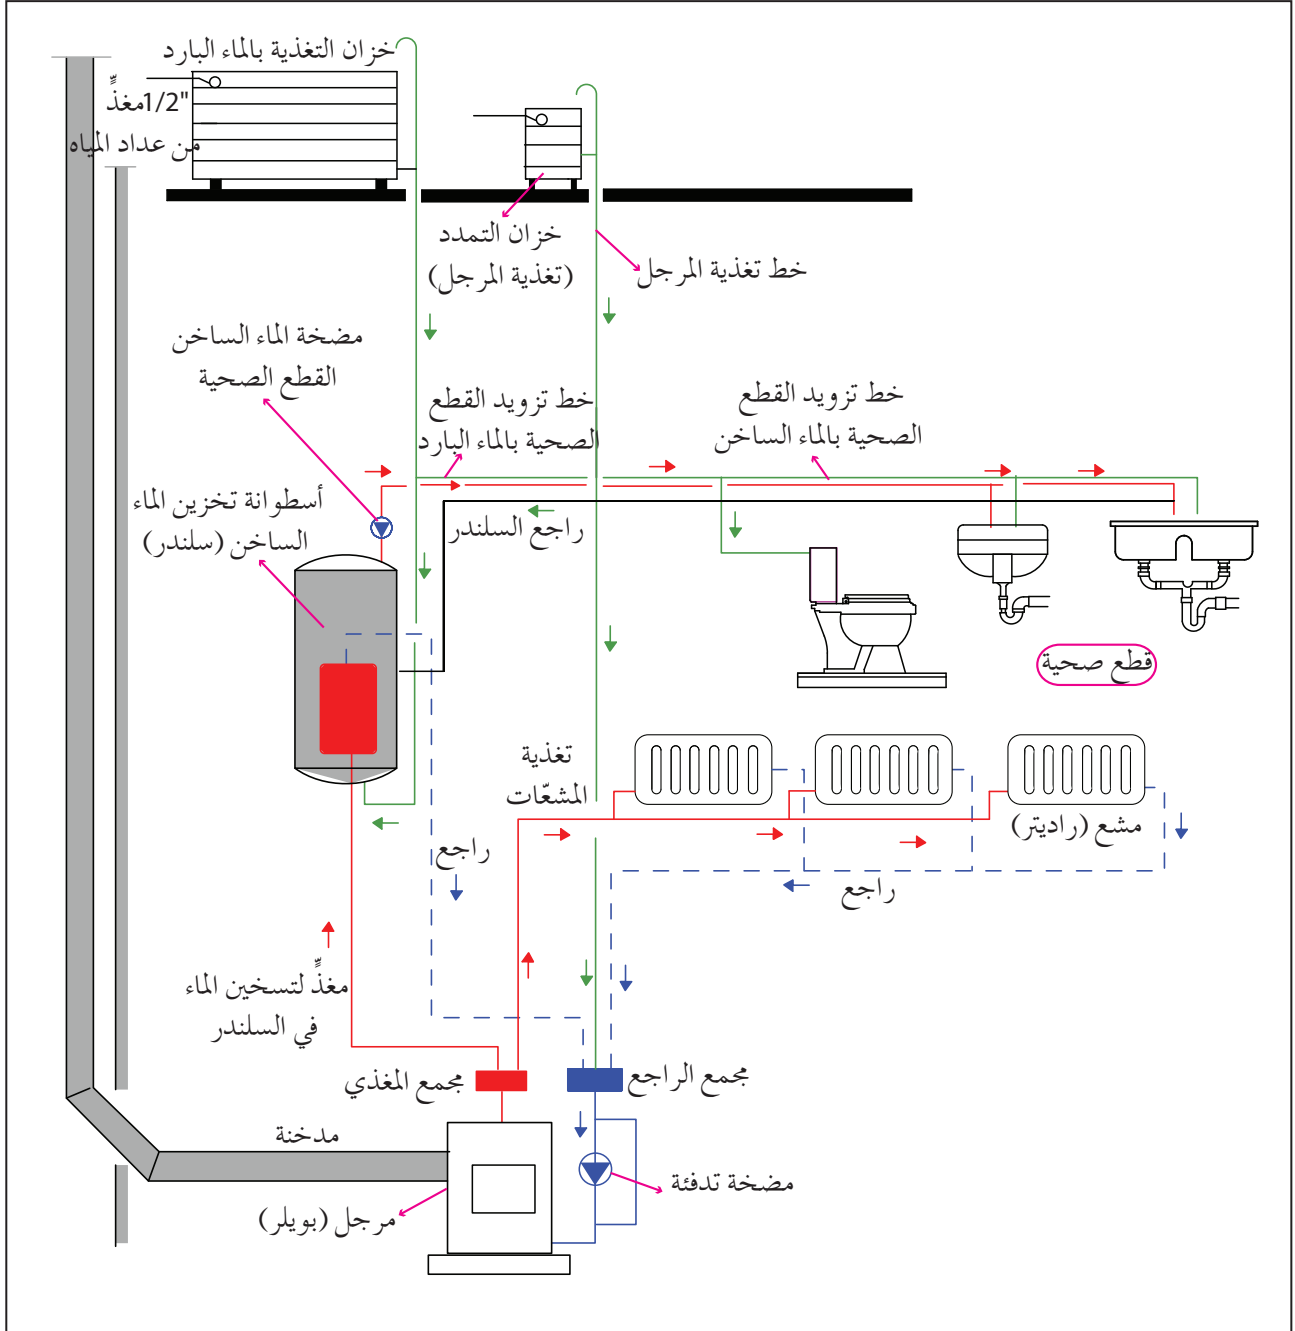 خزان التغذية بالماء البارد
1/2"مغذٍّ
من عداد المياه
خزان التمدد
(تغذية المرجل)
خط تغذية المرجل
مضخة الماء الساخن
القطع الصحية
خط تزويد القطع
الصحية بالماء البارد
خط تزويد القطع
الصحية بالماء الساخن
أسطوانة تخزين الماء
الساخن (سلندر)
راجع السلندر
قطع صحية
تغذية
المشعّات
مشع (راديتر)
راجع
راجع
مغذٍّ لتسخين الماء
في السلندر
مجمع المغذي
مجمع الراجع
مدخنة
مضخة تدفئة
مرجل (بويلر)